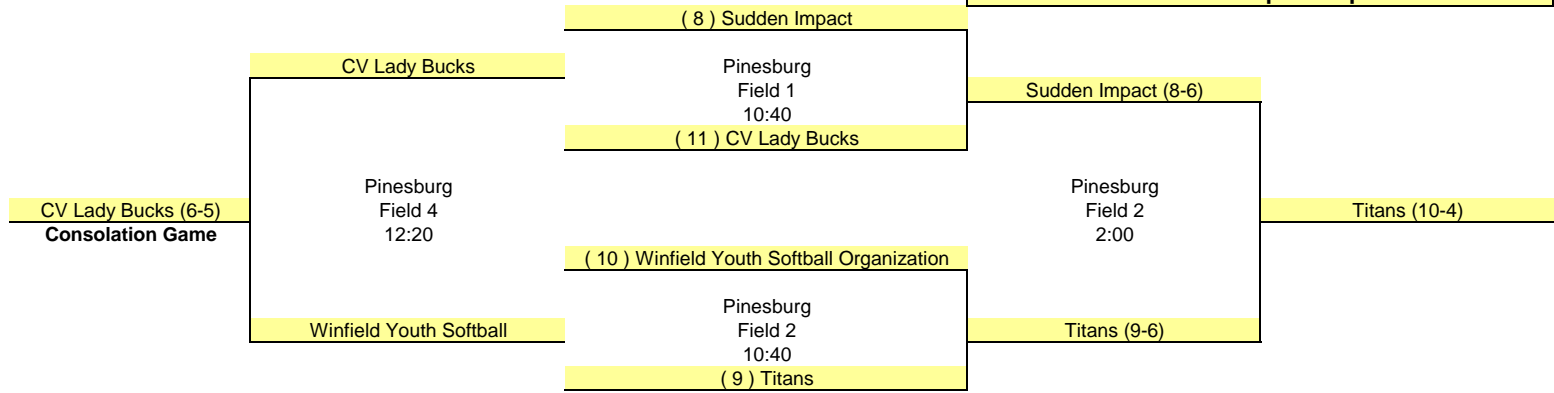 ( 8 ) Sudden Impact
CV Lady Bucks
Pinesburg
Field 1
10:40
Sudden Impact (8-6)
( 11 ) CV Lady Bucks
Pinesburg
Field 4
12:20
Pinesburg
Field 2
2:00
CV Lady Bucks (6-5)
Consolation Game
Titans (10-4)
( 10 ) Winfield Youth Softball Organization
Pinesburg
Field 2
10:40
Winfield Youth Softball
Titans (9-6)
( 9 ) Titans